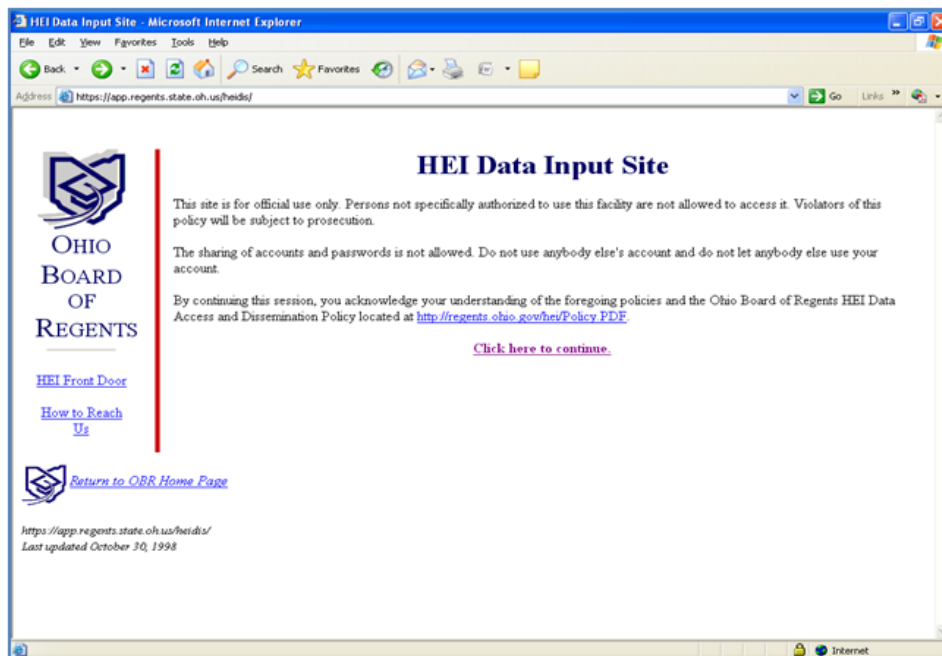 HEI Data Input Site - Microsoft Internet Explorer
File Edit View Favorites Tools Help
Back Search Favorites
Address https://app.regents.state.oh.us/heidis/ Go Links »
HEI Data Input Site
This site is for official use only. Persons not specifically authorized to use this facility are not allowed to access it. Violators of this
policy will be subject to prosecution.
The sharing of accounts and passwords is not allowed. Do not use anybody else's account and do not let anybody else use your
account.
By continuing this session, you acknowledge your understanding of the foregoing policies and the Ohio Board of Regents HEI Data
Access and Dissemination Policy located at http://regents.ohio.gov/hei/Policy.PDF.
Click here to continue.
OHIO
BOARD
OF
REGENTS
HEI Front Door
How to Reach
Us
Return to OBR Home Page
https://app.regents.state.oh.us/heidis/
Last updated October 30, 1998
Internet